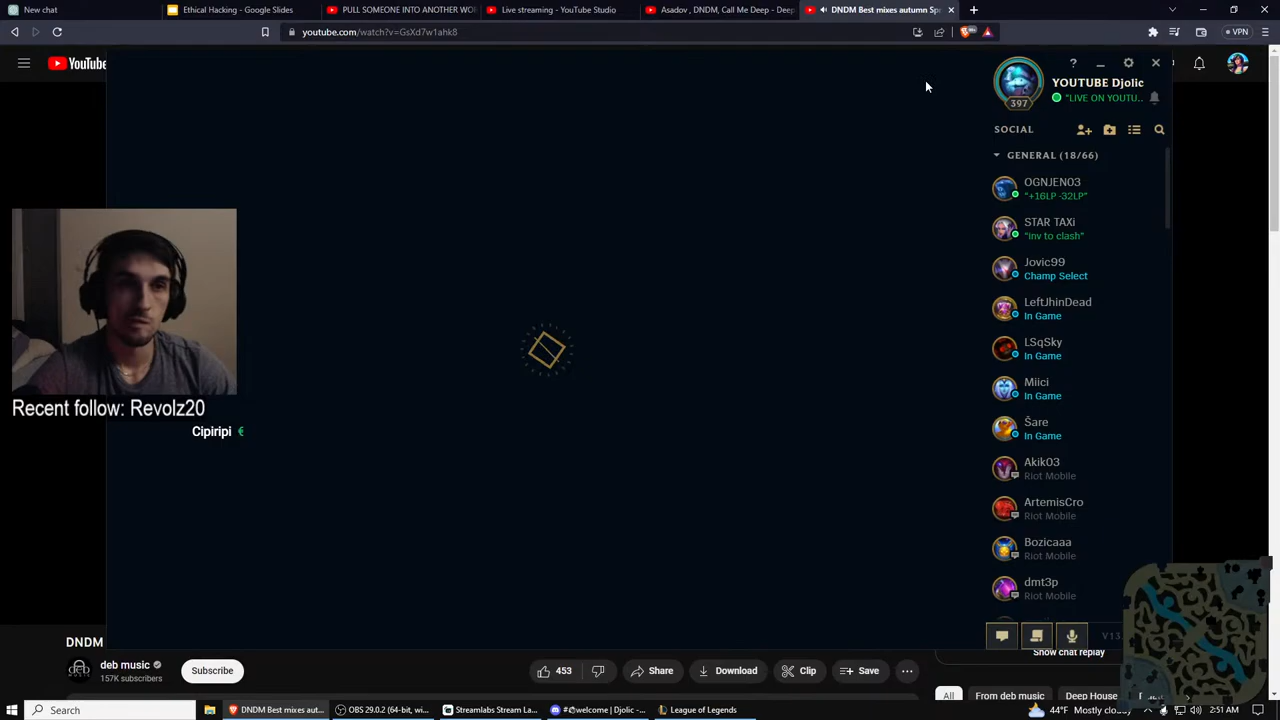 New chat
Ethical Hacking - Google Slides
PULL SOMEONE INTO ANOTHER WOR
Live streaming - YouTube Studio
Asadov , DNDM, Call Me Deep - Deep
DNDM Best mixes autumn Spe
youtube.com/watch?v=GsXd7w1ahk8
99+
VPN
YouTube
YOUTUBE Djolic
397
"LIVE ON YOUTU..
SOCIAL
GENERAL (18/66)
OGNJEN03
"+16LP -32LP"
STAR TAXi
"inv to clash"
Jovic99
Champ Select
LeftJhinDead
In Game
LSqSky
In Game
Miici
In Game
Šare
In Game
Akik03
Riot Mobile
ArtemisCro
Riot Mobile
Bozicaaa
Riot Mobile
dmt3p
Riot Mobile
Recent follow: Revolz20
Cipiripi €
V13.
DNDM
Show chat replay
deb music
157K subscribers
Subscribe
453
Share
Download
Clip
Save
All
From deb music
Deep House
Search
DNDM Best mixes aut...
OBS 29.0.2 (64-bit, wi...
Streamlabs Stream La...
#👋welcome | Djolic - ...
League of Legends
44°F Mostly cloudy
2:51 AM